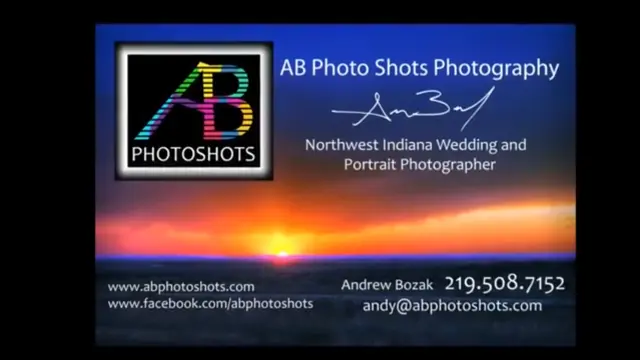 AB
PHOTOSHOTS
AB Photo Shots Photography
Northwest Indiana Wedding and
Portrait Photographer
www.abphotoshots.com
www.facebook.com/abphotoshots
Andrew Bozak 219.508.7152
andy@abphotoshots.com